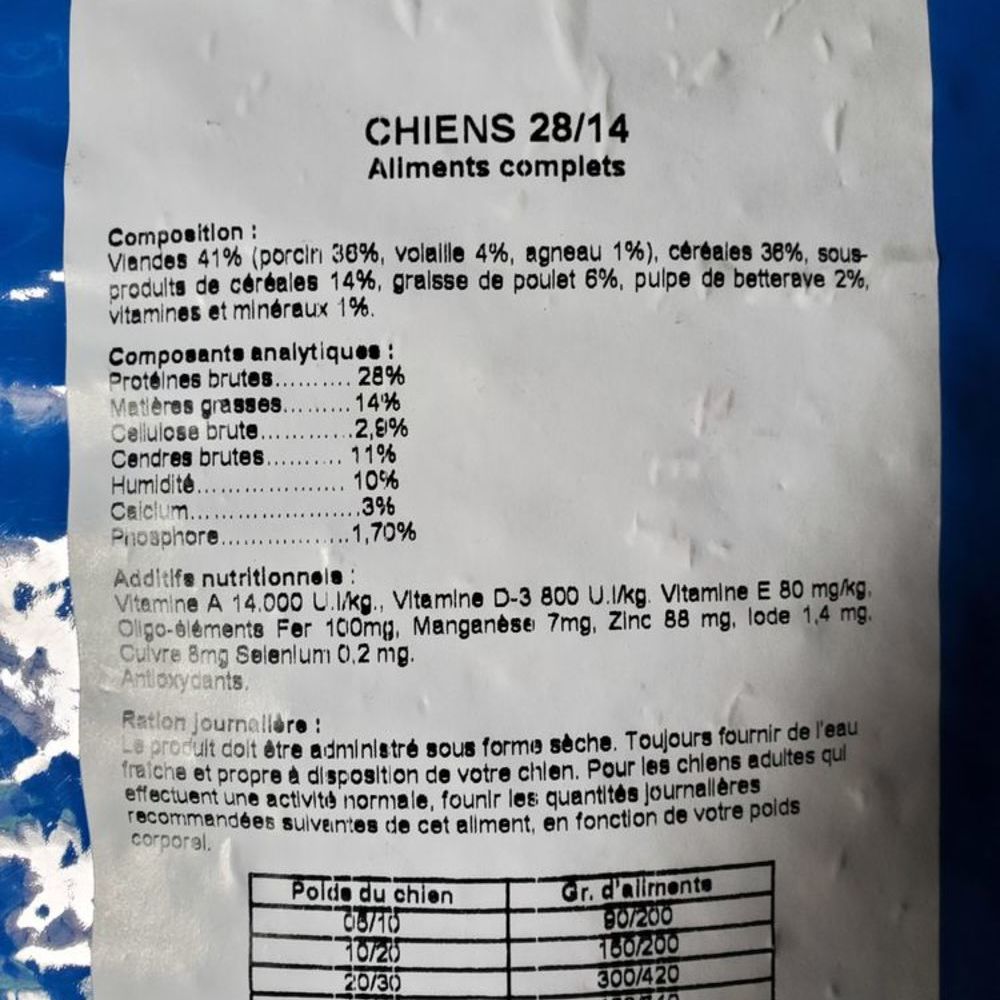 CHIENS 28/14
Aliments complets
Composition :
Viandes 41% (porcin 36%, volaille 4%, agneau 1%), céréales 36%, sous-
produits de céréales 14%, graisse de poulet 6%, pulpe de betterave 2%,
vitamines et minéraux 1%.
Composants analytiques :
Protéines brutes.......... 28%
Matières grasses......... 14%
Cellulose brute............2,9%
Cendres brutes.......... 11%
Humidité.................. 10%
Calcium.....................3%
Phosphore.................1,70%
Additifs nutritionnels :
Vitamine A 14.000 U.I/kg., Vitamine D-3 800 U.I/kg. Vitamine E 80 mg/kg.
Oligo-éléments Fer 100mg, Manganèse 7mg, Zinc 88 mg, Iode 1,4 mg.
Cuivre 8mg Selenium 0,2 mg.
Antioxydants.
Ration journalière :
Le produit doit être administré sous forme sèche. Toujours fournir de l'eau
fraîche et propre à disposition de votre chien. Pour les chiens adultes qui
effectuent une activité normale, founir les quantités journalières
recommandées suivantes de cet aliment, en fonction de votre poids
corporel.
Poids du chien Gr. d'aliments
05/10 90/200
10/20 200
20/30 300/420